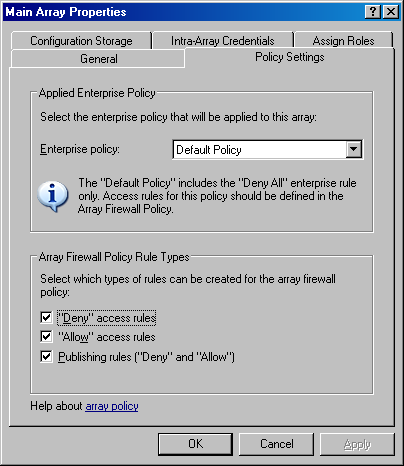 Main Array Properties
Configuration Storage
Intra-Array Credentials
Assign Roles
General
Policy Settings
Applied Enterprise Policy
Select the enterprise policy that will be applied to this array:
Enterprise policy:
Default Policy
The "Default Policy" includes the "Deny All" enterprise rule
only. Access rules for this policy should be defined in the
Array Firewall Policy.
Array Firewall Policy Rule Types
Select which types of rules can be created for the array firewall
policy:
"Deny" access rules
"Allow" access rules
Publishing rules ("Deny" and "Allow")
Help about array policy
OK
Cancel
Apply